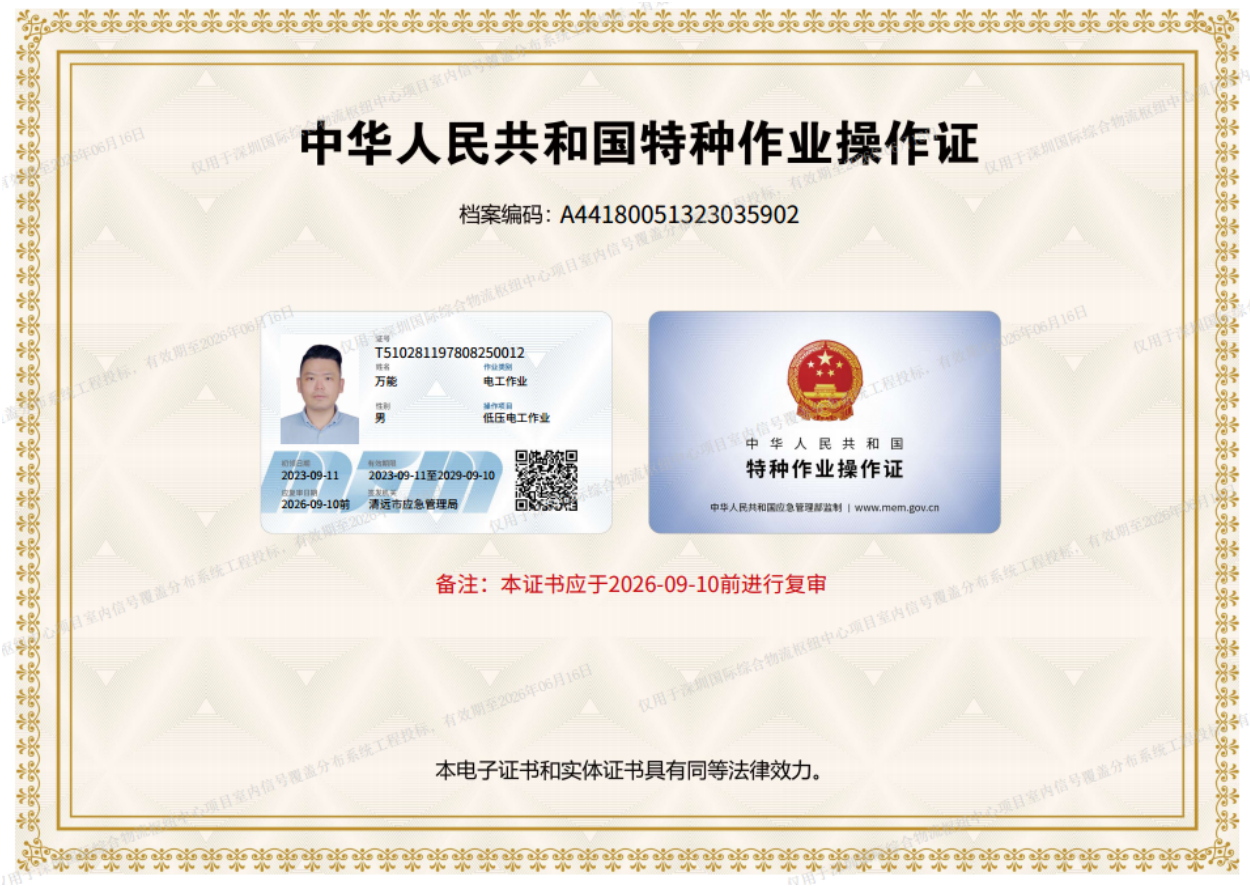 中华人民共和国特种作业操作证
档案编码：A44180051323035902
证号
T510281197808250012
姓名 作业类别
万能 电工作业
性别 操作项目
男 低压电工作业
初领日期 有效期限
2023-09-11 2023-09-11至2029-09-10
应复审日期 签发机关
2026-09-10前 清远市应急管理局
中华人民共和国
特种作业操作证
中华人民共和国应急管理部监制 | www.mem.gov.cn
备注：本证书应于2026-09-10前进行复审
本电子证书和实体证书具有同等法律效力。
仅用于深圳国际综合物流枢纽中心项目室内信号覆盖分布系统工程投标，有效期至2026年06月16日